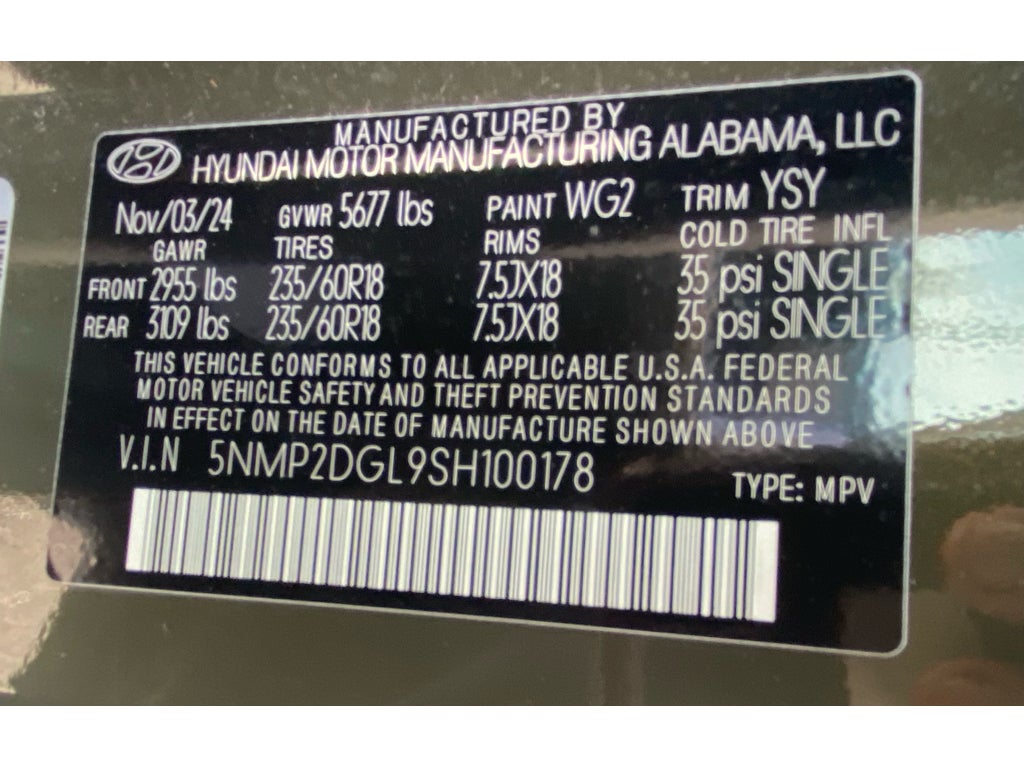 MANUFACTURED BY
HYUNDAI MOTOR MANUFACTURING ALABAMA, LLC
Nov/03/24 GVWR 5677 lbs PAINT WG2 TRIM YSY
GAWR TIRES RIMS COLD TIRE INFL
FRONT 2955 lbs 235/60R18 7.5JX18 35 psi SINGLE
REAR 3109 lbs 235/60R18 7.5JX18 35 psi SINGLE
THIS VEHICLE CONFORMS TO ALL APPLICABLE U.S.A. FEDERAL
MOTOR VEHICLE SAFETY AND THEFT PREVENTION STANDARDS
IN EFFECT ON THE DATE OF MANUFACTURE SHOWN ABOVE
V.I.N 5NMP2DGL9SH100178 TYPE: MPV